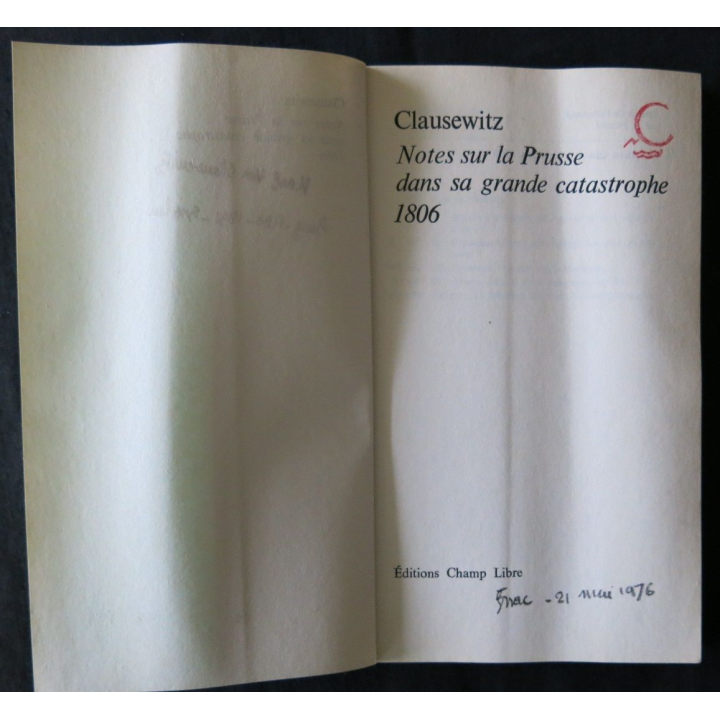 Clausewitz
Notes sur la Prusse
dans sa grande catastrophe
1806
Éditions Champ Libre
Fnac - 21 mai 1976